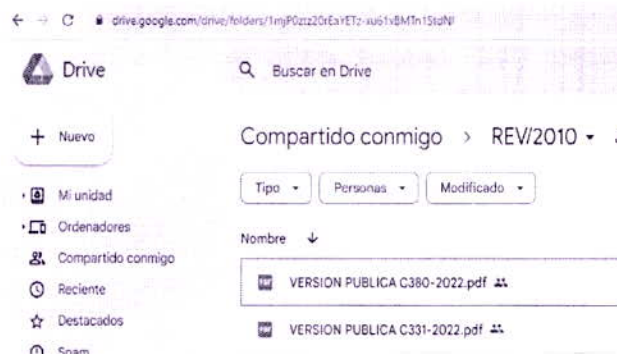 drive.google.com/drive/folders/
Drive
Buscar en Drive
Nuevo
Compartido conmigo > REV/2010
Tipo
Personas
Modificado
Mi unidad
Ordenadores
Nombre
Compartido conmigo
VERSION PUBLICA C380-2022.pdf
Reciente
Destacados
VERSION PUBLICA C331-2022.pdf
Spam